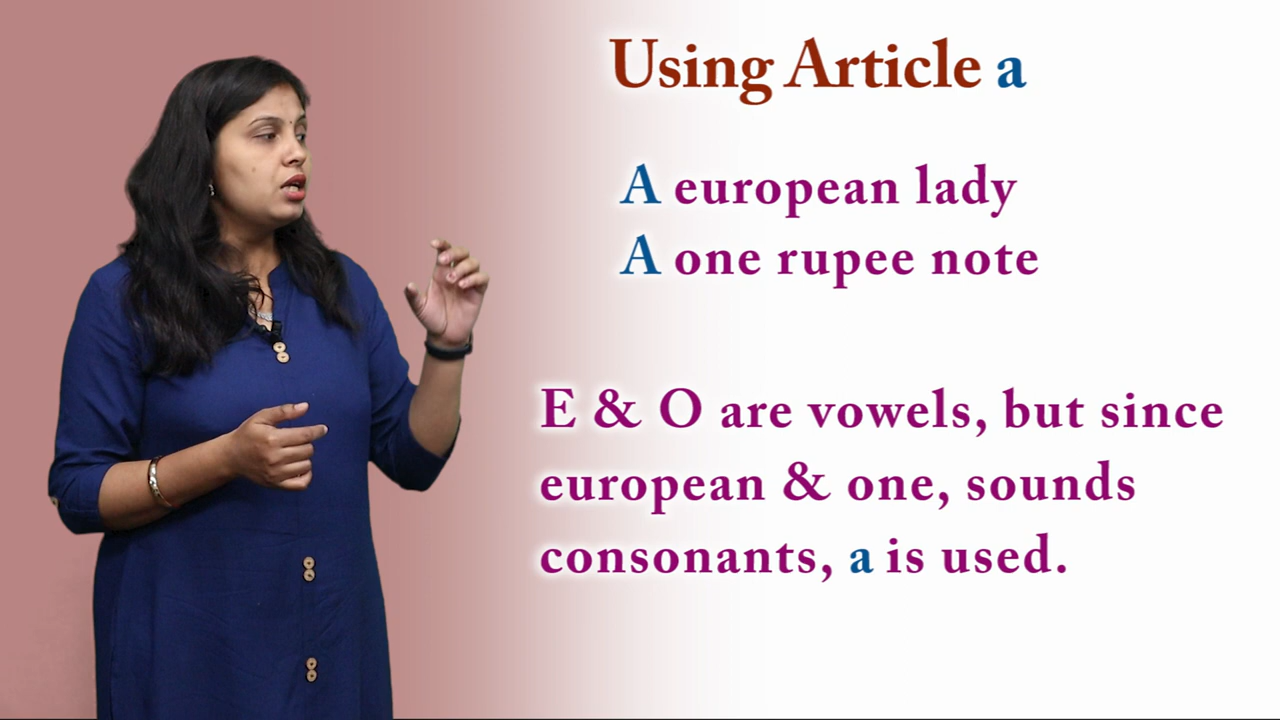 Using Article a
A european lady
A one rupee note
E & O are vowels, but since
european & one, sounds
consonants, a is used.